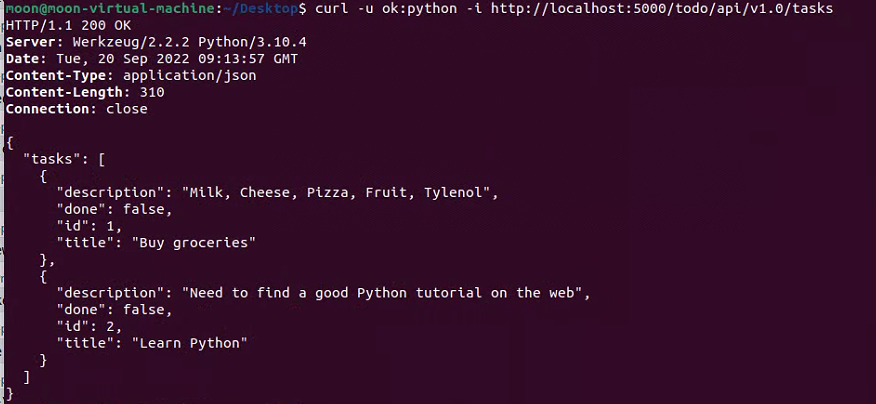 moon@moon-virtual-machine:~/Desktop$ curl -u ok:python -i http://localhost:5000/todo/api/v1.0/tasks
HTTP/1.1 200 OK
Server: Werkzeug/2.2.2 Python/3.10.4
Date: Tue, 20 Sep 2022 09:13:57 GMT
Content-Type: application/json
Content-Length: 310
Connection: close

{
  "tasks": [
    {
      "description": "Milk, Cheese, Pizza, Fruit, Tylenol",
      "done": false,
      "id": 1,
      "title": "Buy groceries"
    },
    {
      "description": "Need to find a good Python tutorial on the web",
      "done": false,
      "id": 2,
      "title": "Learn Python"
    }
  ]
}